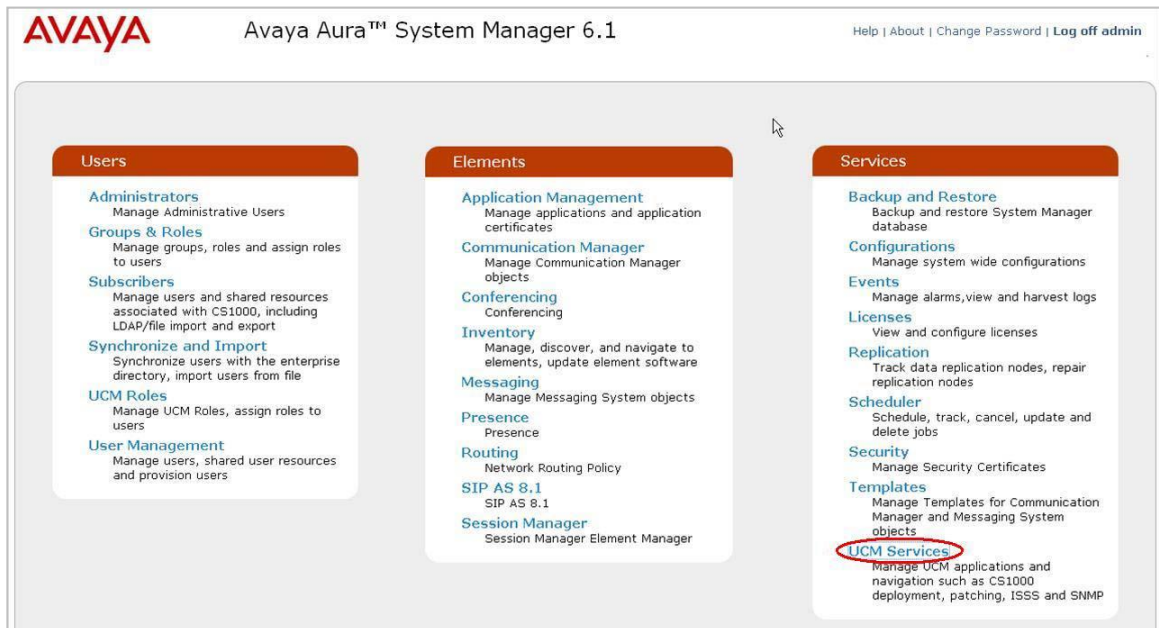 AVAYA
Avaya Aura™ System Manager 6.1
Help | About | Change Password | Log off admin
Users
Administrators
Manage Administrative Users
Groups & Roles
Manage groups, roles and assign roles
to users
Subscribers
Manage users and shared resources
associated with CS1000, including
LDAP/file import and export
Synchronize and Import
Synchronize users with the enterprise
directory, import users from file
UCM Roles
Manage UCM Roles, assign roles to
users
User Management
Manage users, shared user resources
and provision users
Elements
Application Management
Manage applications and application
certificates
Communication Manager
Manage Communication Manager
objects
Conferencing
Conferencing
Inventory
Manage, discover, and navigate to
elements, update element software
Messaging
Manage Messaging System objects
Presence
Presence
Routing
Network Routing Policy
SIP AS 8.1
SIP AS 8.1
Session Manager
Session Manager Element Manager
Services
Backup and Restore
Backup and restore System Manager
database
Configurations
Manage system wide configurations
Events
Manage alarms,view and harvest logs
Licenses
View and configure licenses
Replication
Track data replication nodes, repair
replication nodes
Scheduler
Schedule, track, cancel, update and
delete jobs
Security
Manage Security Certificates
Templates
Manage Templates for Communication
Manager and Messaging System
objects
UCM Services
Manage UCM applications and
navigation such as CS1000
deployment, patching, ISSS and SNMP